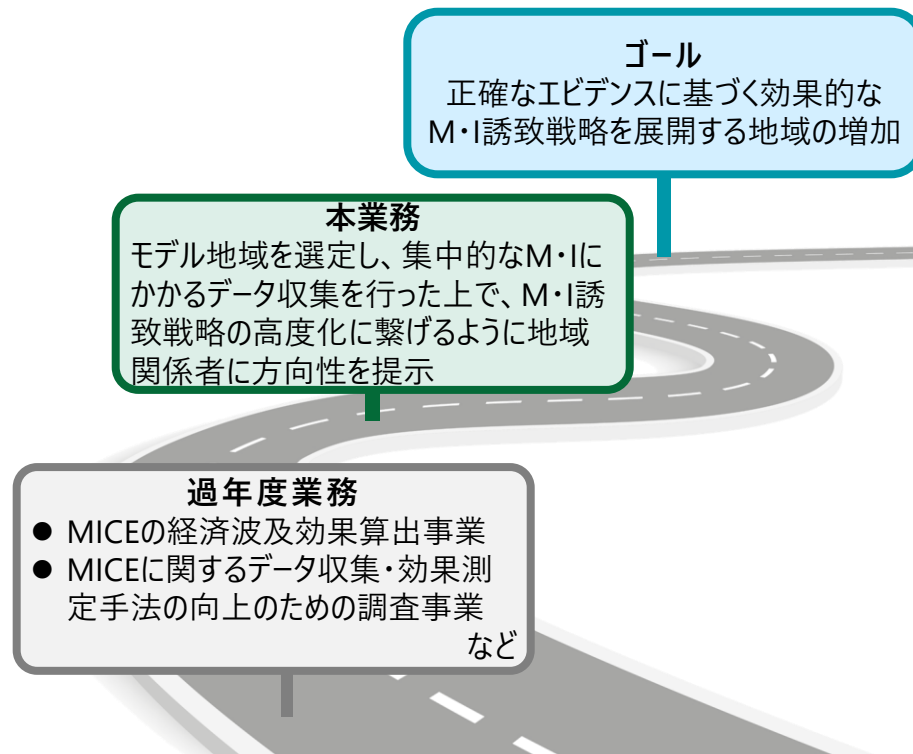 ゴール
正確なエビデンスに基づく効果的な
M・I誘致戦略を展開する地域の増加
本業務
モデル地域を選定し、集中的なM・Iに
かかるデータ収集を行った上で、M・I誘
致戦略の高度化に繋げるように地域
関係者に方向性を提示
過年度業務
● MICEの経済波及効果算出事業
● MICEに関するデータ収集・効果測
定手法の向上のための調査事業
など